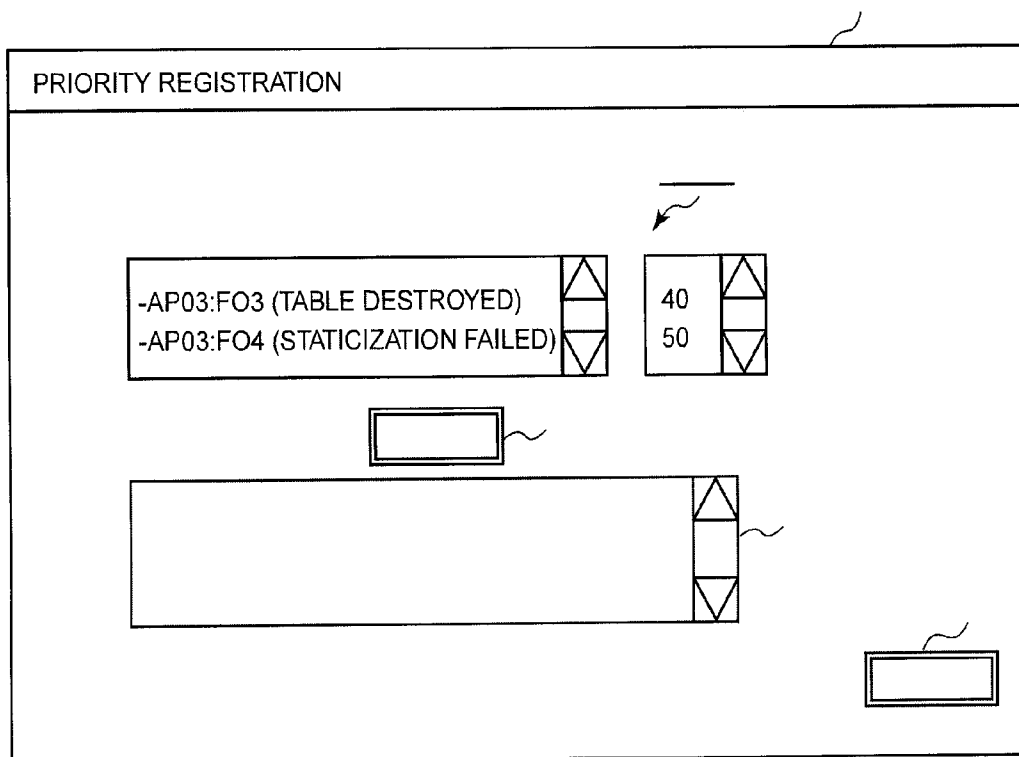 PRIORITY REGISTRATION
-AP03:FO3 (TABLE DESTROYED) 40
-AP03:FO4 (STATICIZATION FAILED) 50